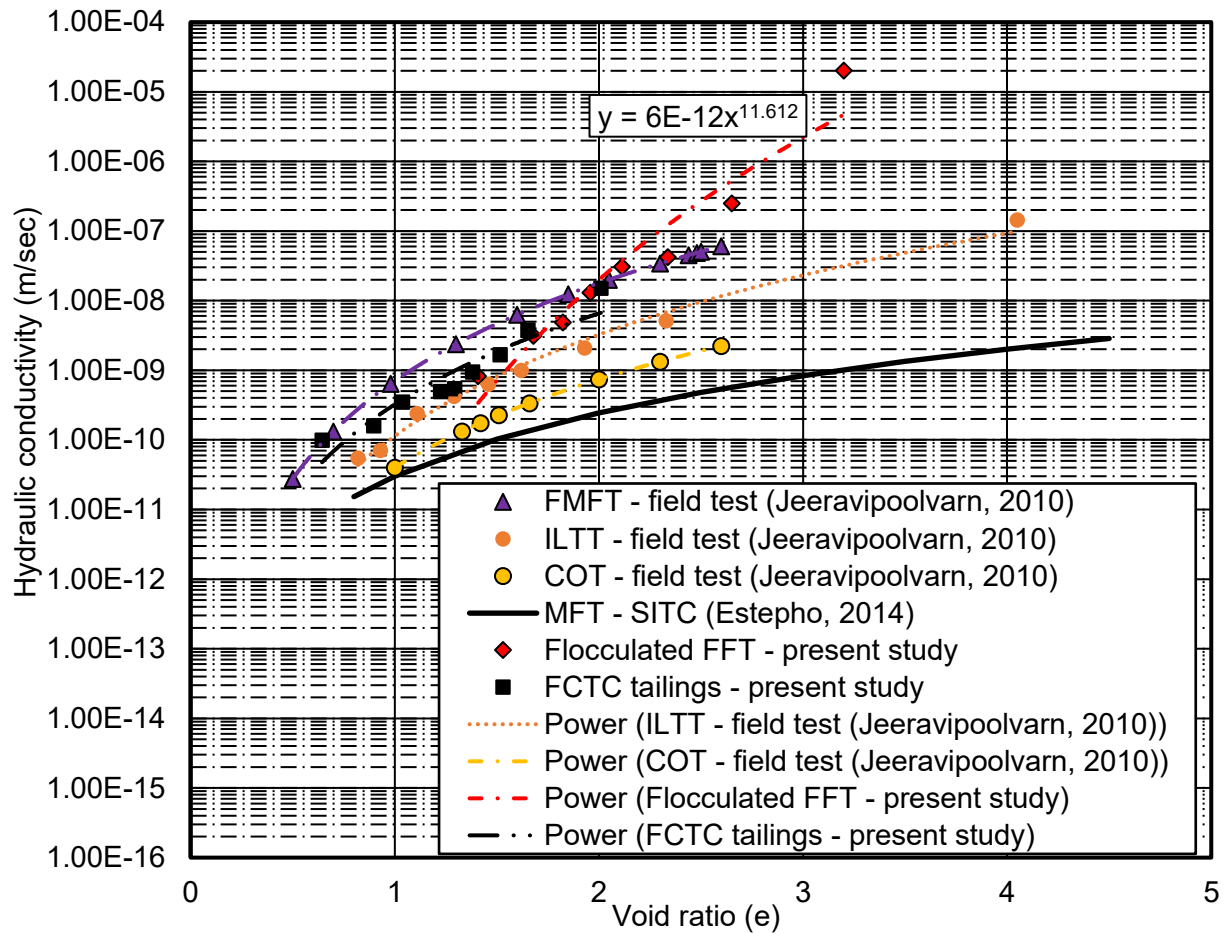 1.00E-04
1.00E-05
1.00E-06
1.00E-07
1.00E-08
1.00E-09
1.00E-10
1.00E-11
1.00E-12
1.00E-13
1.00E-14
1.00E-15
1.00E-16
Hydraulic conductivity (m/sec)
y = 6E-12x^11.612
FMFT - field test (Jeeravipoolvarn, 2010)
ILTT - field test (Jeeravipoolvarn, 2010)
COT - field test (Jeeravipoolvarn, 2010)
MFT - SITC (Estepho, 2014)
Flocculated FFT - present study
FCTC tailings - present study
Power (ILTT - field test (Jeeravipoolvarn, 2010))
Power (COT - field test (Jeeravipoolvarn, 2010))
Power (Flocculated FFT - present study)
Power (FCTC tailings - present study)
0 1 2 3 4 5
Void ratio (e)